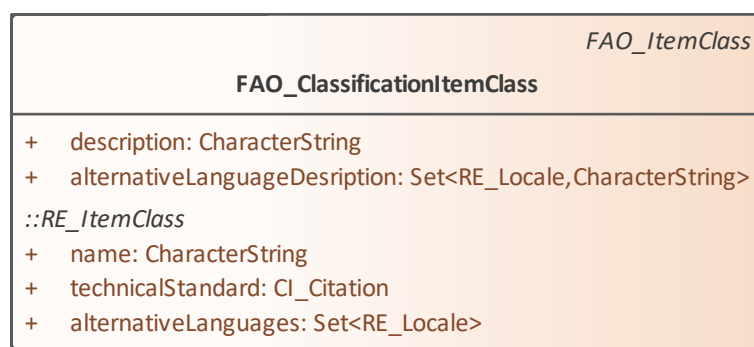 FAO_ItemClass
FAO_ClassificationItemClass
+ description: CharacterString
+ alternativeLanguageDesription: Set<RE_Locale,CharacterString>
::RE_ItemClass
+ name: CharacterString
+ technicalStandard: CI_Citation
+ alternativeLanguages: Set<RE_Locale>